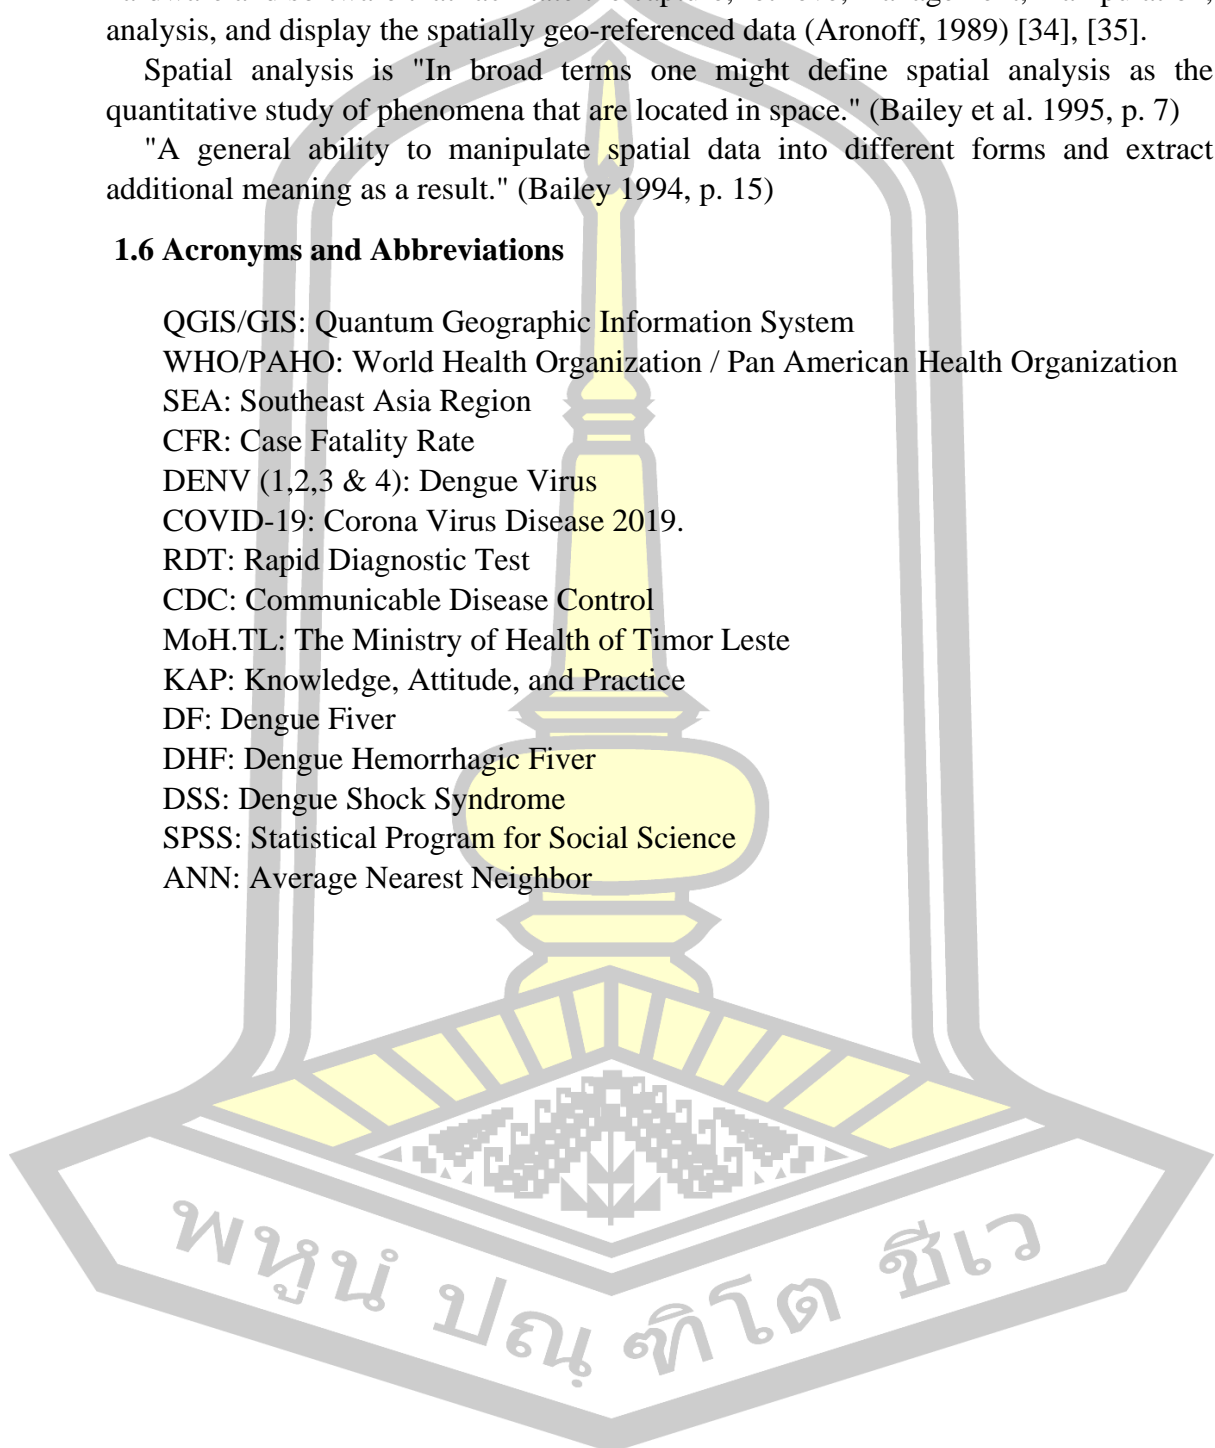 analysis, and display the spatially geo-referenced data (Aronoff, 1989) [34], [35].
Spatial analysis is "In broad terms one might define spatial analysis as the
quantitative study of phenomena that are located in space." (Bailey et al. 1995, p. 7)
"A general ability to manipulate spatial data into different forms and extract
additional meaning as a result." (Bailey 1994, p. 15)
1.6 Acronyms and Abbreviations
QGIS/GIS: Quantum Geographic Information System
WHO/PAHO: World Health Organization / Pan American Health Organization
SEA: Southeast Asia Region
CFR: Case Fatality Rate
DENV (1,2,3 & 4): Dengue Virus
COVID-19: Corona Virus Disease 2019.
RDT: Rapid Diagnostic Test
CDC: Communicable Disease Control
MoH.TL: The Ministry of Health of Timor Leste
KAP: Knowledge, Attitude, and Practice
DF: Dengue Fiver
DHF: Dengue Hemorrhagic Fiver
DSS: Dengue Shock Syndrome
SPSS: Statistical Program for Social Science
ANN: Average Nearest Neighbor
พหูนํ ปณฺฑิโต ชีเว